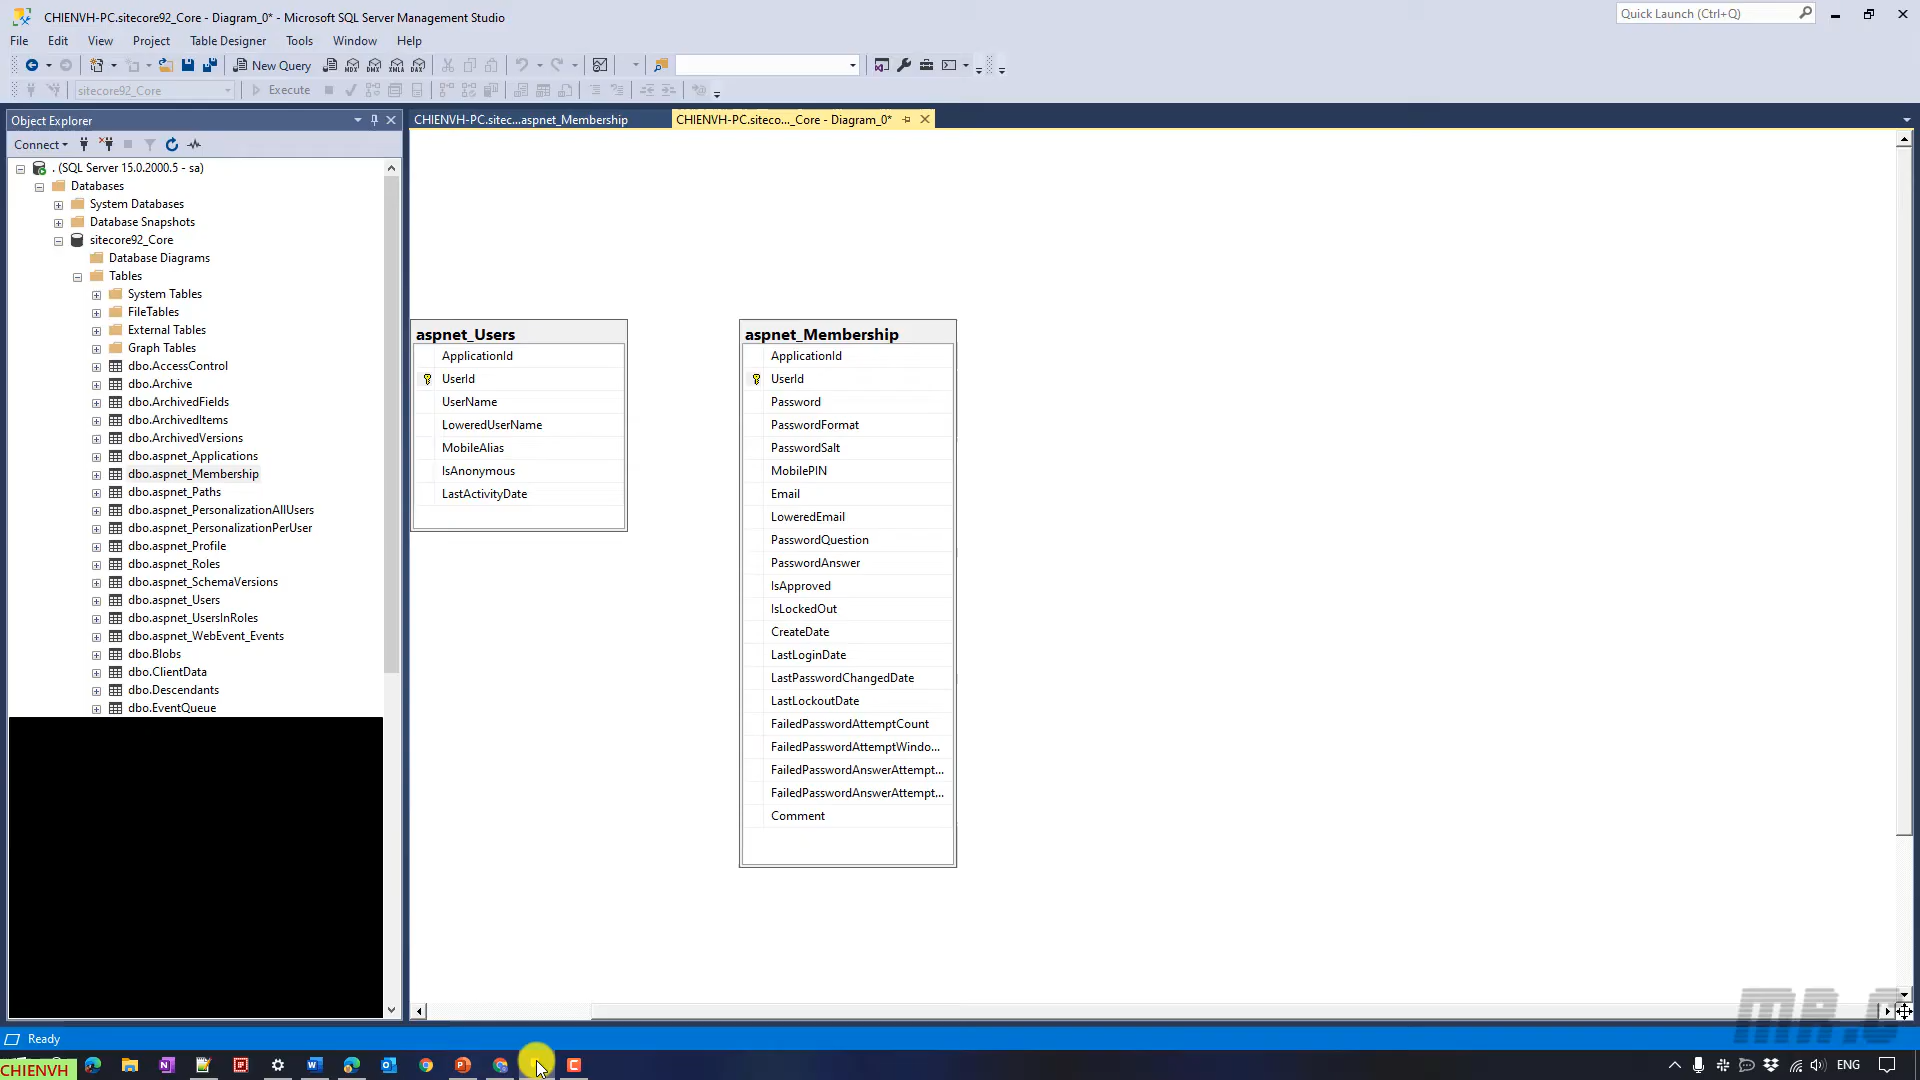 CHIENVH-PC.sitecore92_Core - Diagram_0* - Microsoft SQL Server Management Studio
Quick Launch (Ctrl+Q)
File Edit View Project Table Designer Tools Window Help
New Query
sitecore92_Core Execute
Object Explorer
CHIENVH-PC.sitec...aspnet_Membership
CHIENVH-PC.siteco..._Core - Diagram_0*
Connect
. (SQL Server 15.0.2000.5 - sa)
Databases
System Databases
Database Snapshots
sitecore92_Core
Database Diagrams
Tables
System Tables
FileTables
External Tables
Graph Tables
dbo.AccessControl
dbo.Archive
dbo.ArchivedFields
dbo.ArchivedItems
dbo.ArchivedVersions
dbo.aspnet_Applications
dbo.aspnet_Membership
dbo.aspnet_Paths
dbo.aspnet_PersonalizationAllUsers
dbo.aspnet_PersonalizationPerUser
dbo.aspnet_Profile
dbo.aspnet_Roles
dbo.aspnet_SchemaVersions
dbo.aspnet_Users
dbo.aspnet_UsersInRoles
dbo.aspnet_WebEvent_Events
dbo.Blobs
dbo.ClientData
dbo.Descendants
dbo.EventQueue
aspnet_Users
ApplicationId
UserId
UserName
LoweredUserName
MobileAlias
IsAnonymous
LastActivityDate
aspnet_Membership
ApplicationId
UserId
Password
PasswordFormat
PasswordSalt
MobilePIN
Email
LoweredEmail
PasswordQuestion
PasswordAnswer
IsApproved
IsLockedOut
CreateDate
LastLoginDate
LastPasswordChangedDate
LastLockoutDate
FailedPasswordAttemptCount
FailedPasswordAttemptWindo...
FailedPasswordAnswerAttempt...
FailedPasswordAnswerAttempt...
Comment
MR.C
Ready
CHIENVH
ENG